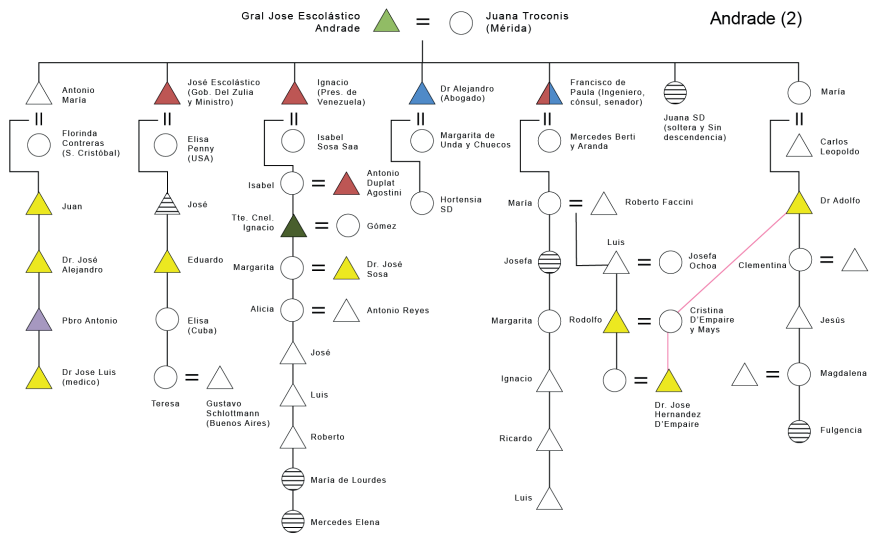 Andrade (2)
Gral Jose Escolástico
Andrade
=
Juana Troconis
(Mérida)
Antonio
María
José Escolástico
(Gob. Del Zulia
y Ministro)
Ignacio
(Pres. de
Venezuela)
Dr Alejandro
(Abogado)
Francisco de
Paula (Ingeniero,
cónsul, senador)
Juana SD
(soltera y Sin
descendencia)
María
Florinda
Contreras
(S. Cristóbal)
Elisa
Penny
(USA)
Isabel
Sosa Saa
Margarita de
Unda y Chuecos
Mercedes Berti
y Aranda
Carlos
Leopoldo
Juan
Dr. José
Alejandro
Pbro Antonio
Dr Jose Luis
(medico)
José
Eduardo
Elisa
(Cuba)
Teresa
=
Gustavo
Schlottmann
(Buenos Aires)
Isabel
=
Antonio
Duplat
Agostini
Tte. Cnel.
Ignacio
=
Gómez
Margarita
=
Dr. José
Sosa
Alicia
=
Antonio Reyes
José
Luis
Roberto
María de Lourdes
Mercedes Elena
Hortensia
SD
María
=
Roberto Faccini
Josefa
Luis
=
Josefa
Ochoa
Margarita
Rodolfo
=
Cristina
D'Empaire
y Mays
Ignacio
=
Dr. Jose
Hernandez
D'Empaire
Ricardo
Luis
Dr Adolfo
Clementina
=
Jesús
=
Magdalena
Fulgencia